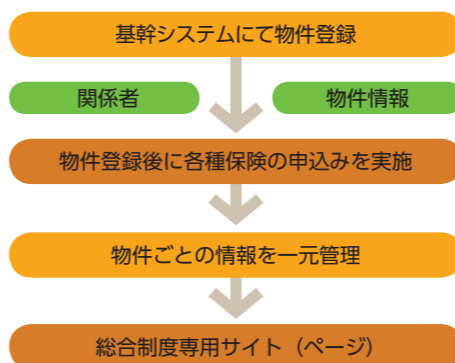 基幹システムにて物件登録
関係者
物件情報
物件登録後に各種保険の申込みを実施
物件ごとの情報を一元管理
総合制度専用サイト（ページ）